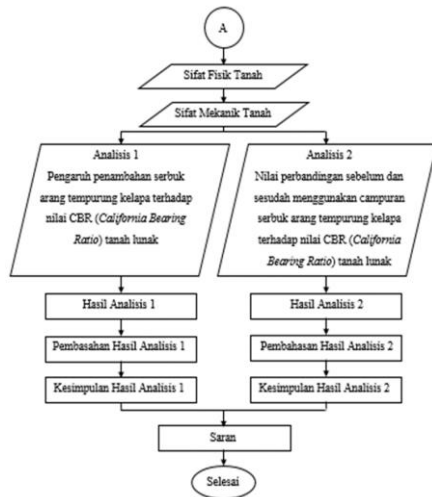 A
Sifat Fisik Tanah
Sifat Mekanik Tanah
Analisis 1
Pengaruh penambahan serbuk
arang tempurung kelapa terhadap
nilai CBR (California Bearing
Ratio) tanah lunak
Analisis 2
Nilai perbandingan sebelum dan
sesudah menggunakan campuran
serbuk arang tempurung kelapa
terhadap nilai CBR (California
Bearing Ratio) tanah lunak
Hasil Analisis 1
Hasil Analisis 2
Pembasahan Hasil Analisis 1
Pembahasan Hasil Analisis 2
Kesimpulan Hasil Analisis 1
Kesimpulan Hasil Analisis 2
Saran
Selesai